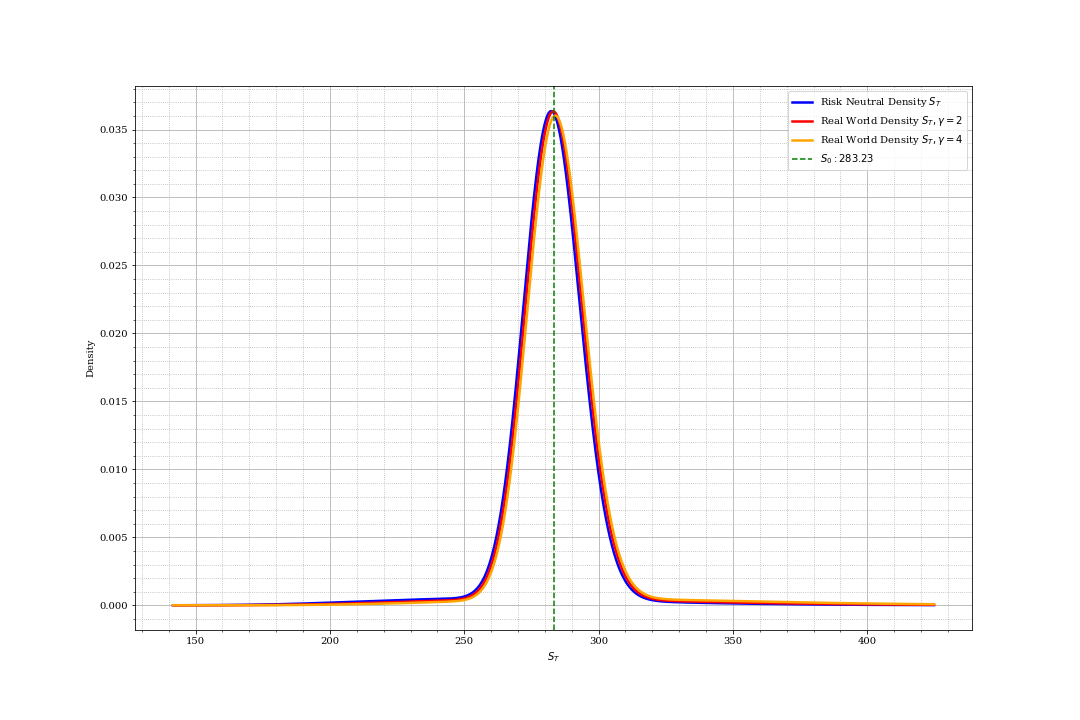 Risk Neutral Density S_T
Real World Density S_T, γ = 2
Real World Density S_T, γ = 4
S_0 : 283.23
0.035
0.030
0.025
0.020
0.015
0.010
0.005
0.000
Density
150
200
250
300
350
400
S_T